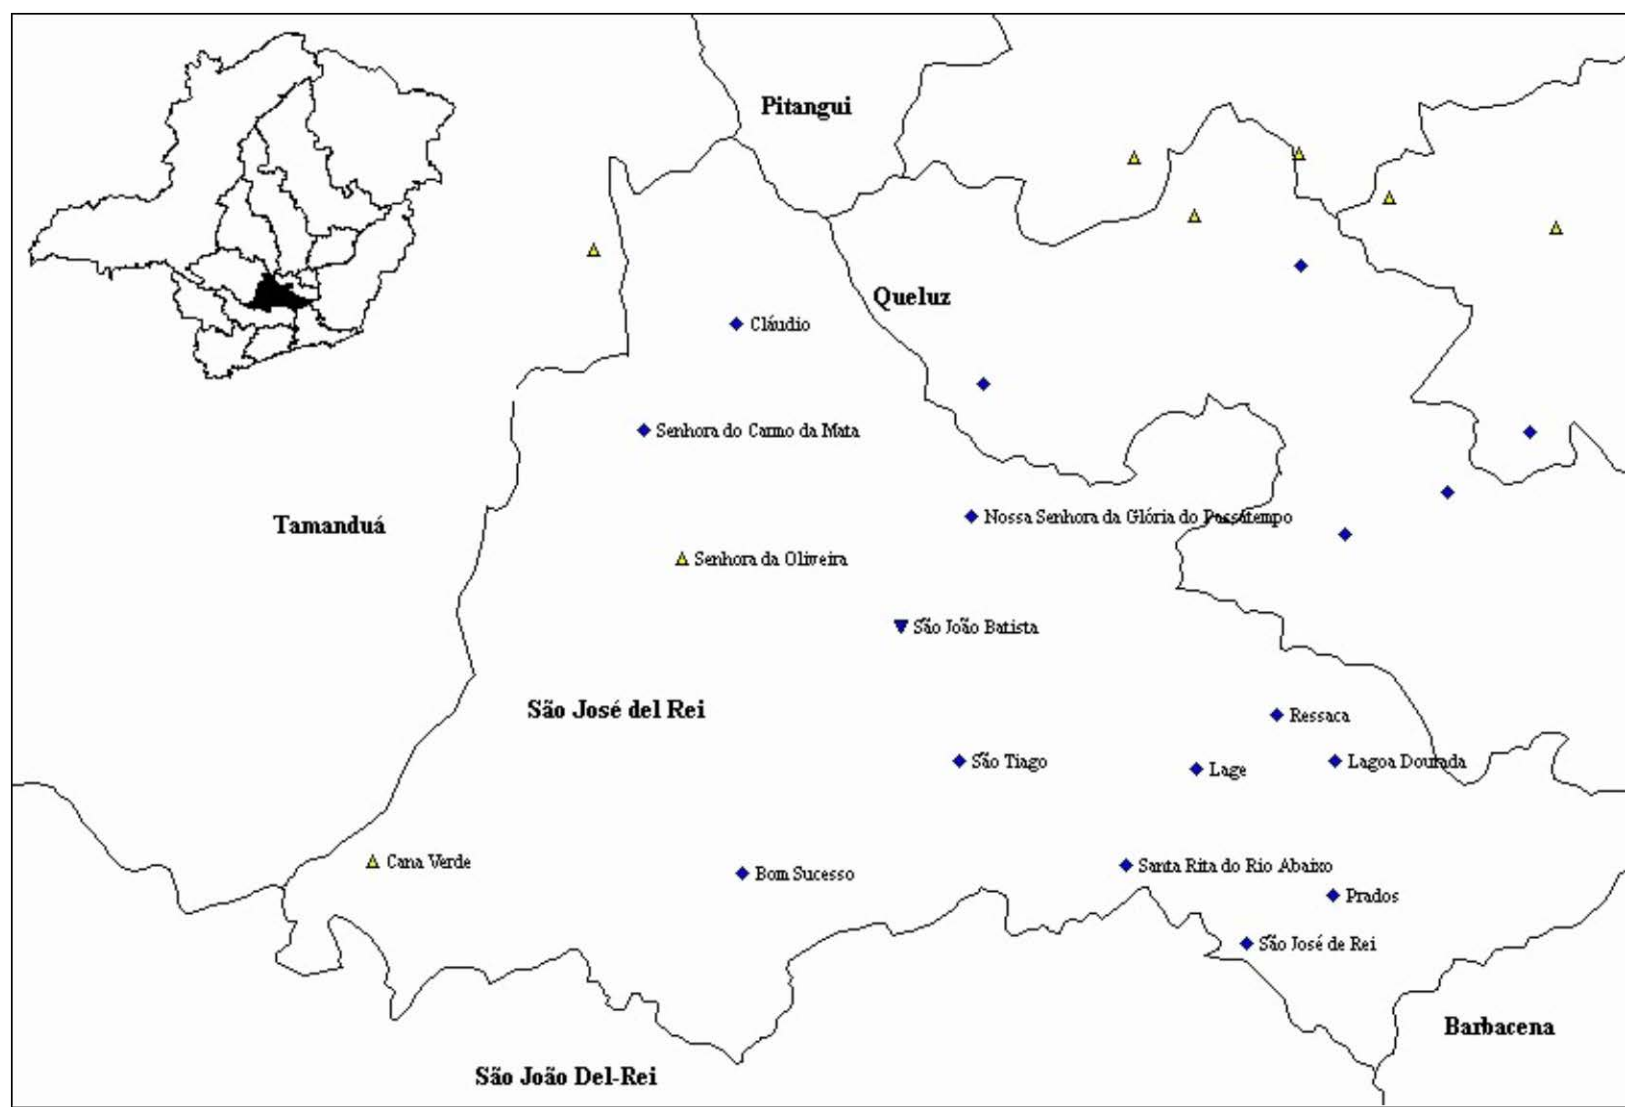 Pitangui
Queluz
Cláudio
Senhora do Carmo da Mata
Tamanduá
Nossa Senhora da Glória do Passatempo
Senhora da Oliveira
São João Batista
São José del Rei
Ressaca
São Tiago
Lage
Lagoa Dourada
Cana Verde
Bom Sucesso
Santa Rita do Rio Abaixo
Prados
São José de Rei
Barbacena
São João Del-Rei